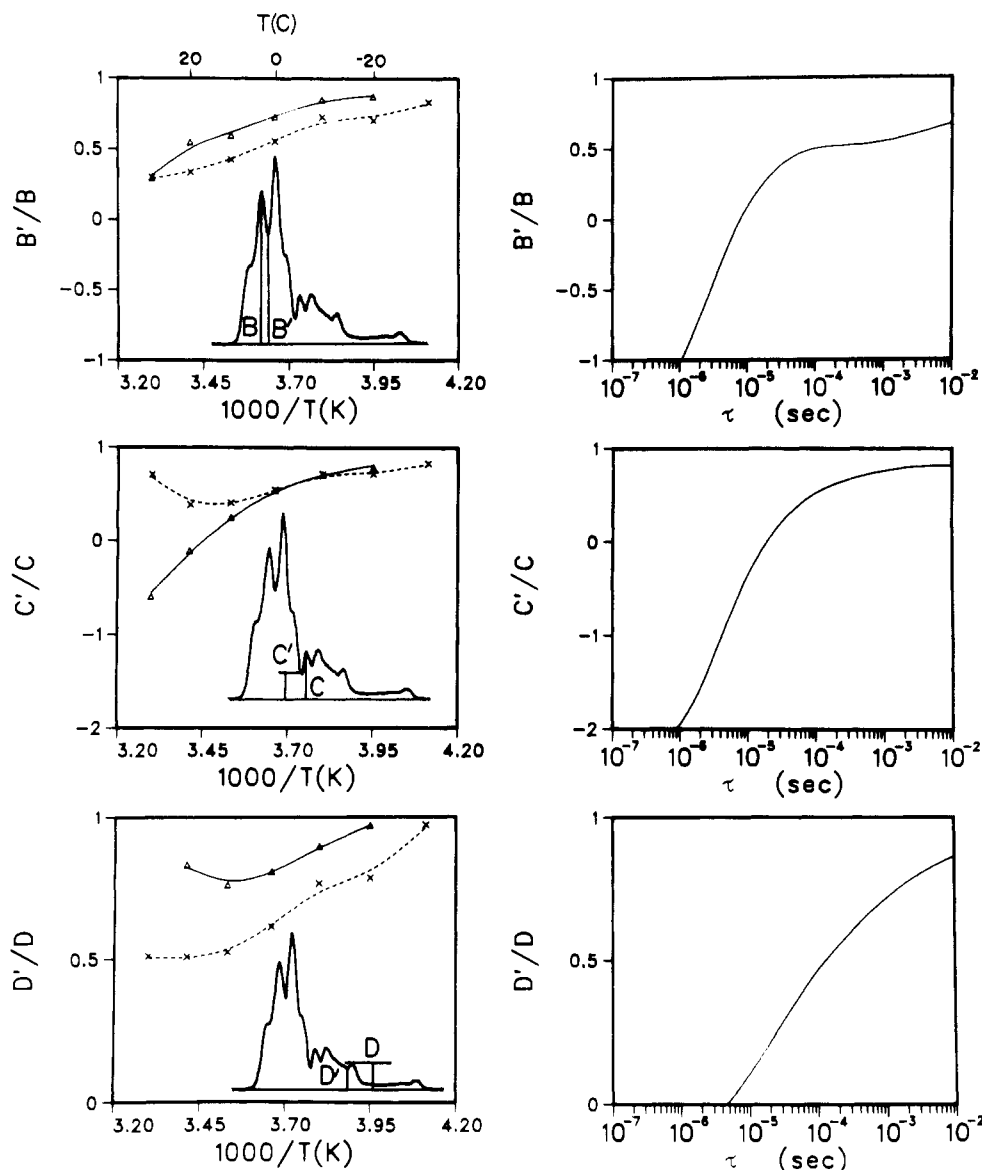 T(C)
20 0 -20
1
0.5
0
-0.5
-1
B'/B
B B'
3.20 3.45 3.70 3.95 4.20
1000/T(K)
1
0.5
0
-0.5
-1
B'/B
10⁻⁷ 10⁻⁶ 10⁻⁵ 10⁻⁴ 10⁻³ 10⁻²
τ (sec)
1
0
-1
-2
C'/C
C' C
3.20 3.45 3.70 3.95 4.20
1000/T(K)
1
0
-1
-2
C'/C
10⁻⁷ 10⁻⁶ 10⁻⁵ 10⁻⁴ 10⁻³ 10⁻²
τ (sec)
1
0.5
0
D'/D
D' D
3.20 3.45 3.70 3.95 4.20
1000/T(K)
1
0.5
0
D'/D
10⁻⁷ 10⁻⁶ 10⁻⁵ 10⁻⁴ 10⁻³ 10⁻²
τ (sec)